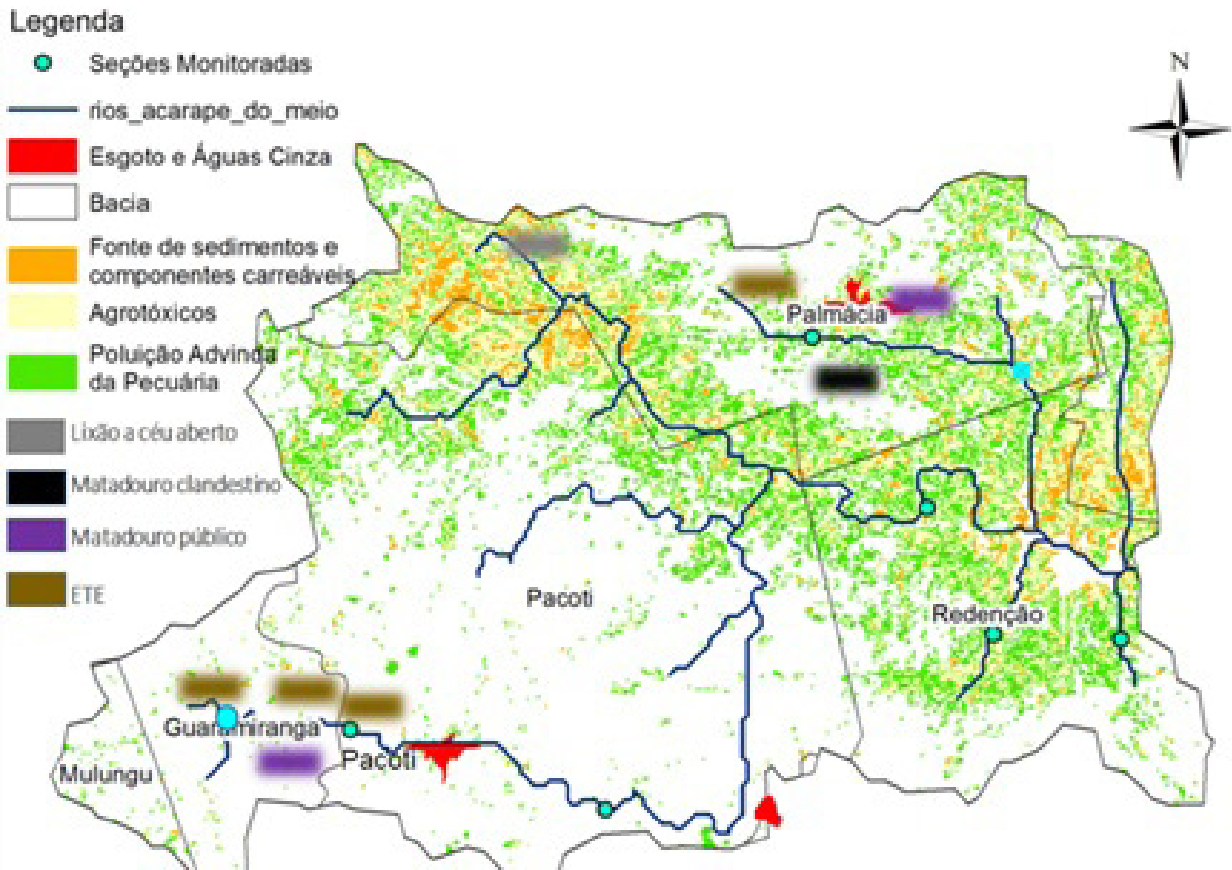 Legenda
Seções Monitoradas
rios_acarape_do_meio
Esgoto e Águas Cinza
Bacia
Fonte de sedimentos e
componentes carreáveis
Agrotóxicos
Poluição Advinda
da Pecuária
Lixão a céu aberto
Matadouro clandestino
Matadouro público
ETE
N
Palmácia
Pacoti
Redenção
Guaramiranga
Pacoti
Mulungu